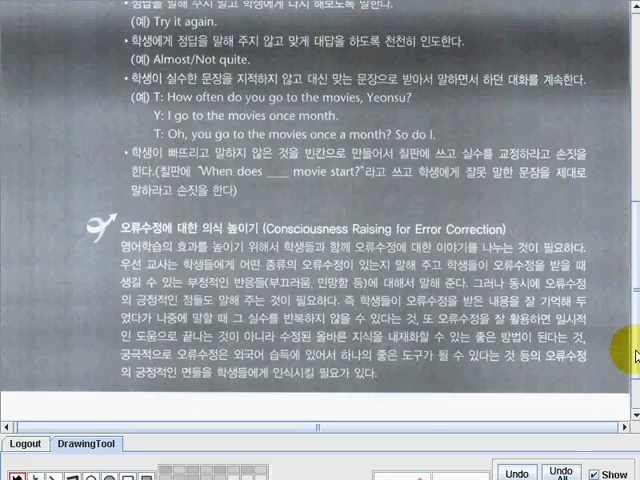 정답을 말해 주지 말고 학생에게 다시 해보도록 말한다.
(예) Try it again.
• 학생에게 정답을 말해 주지 않고 맞게 대답을 하도록 천천히 인도한다.
(예) Almost/Not quite.
• 학생이 실수한 문장을 지적하지 않고 대신 맞는 문장으로 받아서 말하면서 하던 대화를 계속한다.
(예) T: How often do you go to the movies, Yeonsu?
Y: I go to the movies once month.
T: Oh, you go to the movies once a month? So do I.
• 학생이 빠뜨리고 말하지 않은 것을 빈칸으로 만들어서 칠판에 쓰고 실수를 교정하라고 손짓을
한다.(칠판에 "When does ___ movie start?"라고 쓰고 학생에게 잘못 말한 문장을 제대로
말하라고 손짓을 한다)
오류수정에 대한 의식 높이기 (Consciousness Raising for Error Correction)
영어학습의 효과를 높이기 위해서 학생들과 함께 오류수정에 대한 이야기를 나누는 것이 필요하다.
우선 교사는 학생들에게 어떤 종류의 오류수정이 있는지 말해 주고 학생들이 오류수정을 받을 때
생길 수 있는 부정적인 반응들(부끄러움, 민망함 등)에 대해서 말해 준다. 그러나 동시에 오류수정
의 긍정적인 점들도 말해 주는 것이 필요하다. 즉 학생들이 오류수정을 받은 내용을 잘 기억해 두
었다가 나중에 말할 때 그 실수를 반복하지 않을 수 있다는 것, 또 오류수정을 잘 활용하면 일시적
인 도움으로 끝나는 것이 아니라 수정된 올바른 지식을 내재화할 수 있는 좋은 방법이 된다는 것,
궁극적으로 오류수정은 외국어 습득에 있어서 하나의 좋은 도구가 될 수 있다는 것 등의 오류수정
의 긍정적인 면들을 학생들에게 인식시킬 필요가 있다.
Logout
DrawingTool
Undo
Undo All
Show